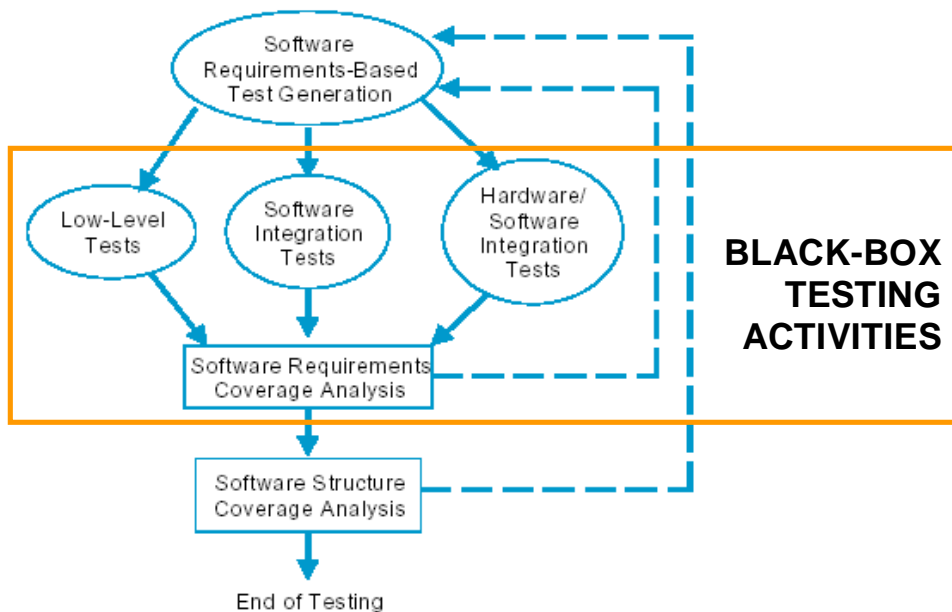 Software
Requirements-Based
Test Generation
Low-Level
Tests
Software
Integration
Tests
Hardware/
Software
Integration
Tests
BLACK-BOX
TESTING
ACTIVITIES
Software Requirements
Coverage Analysis
Software Structure
Coverage Analysis
End of Testing